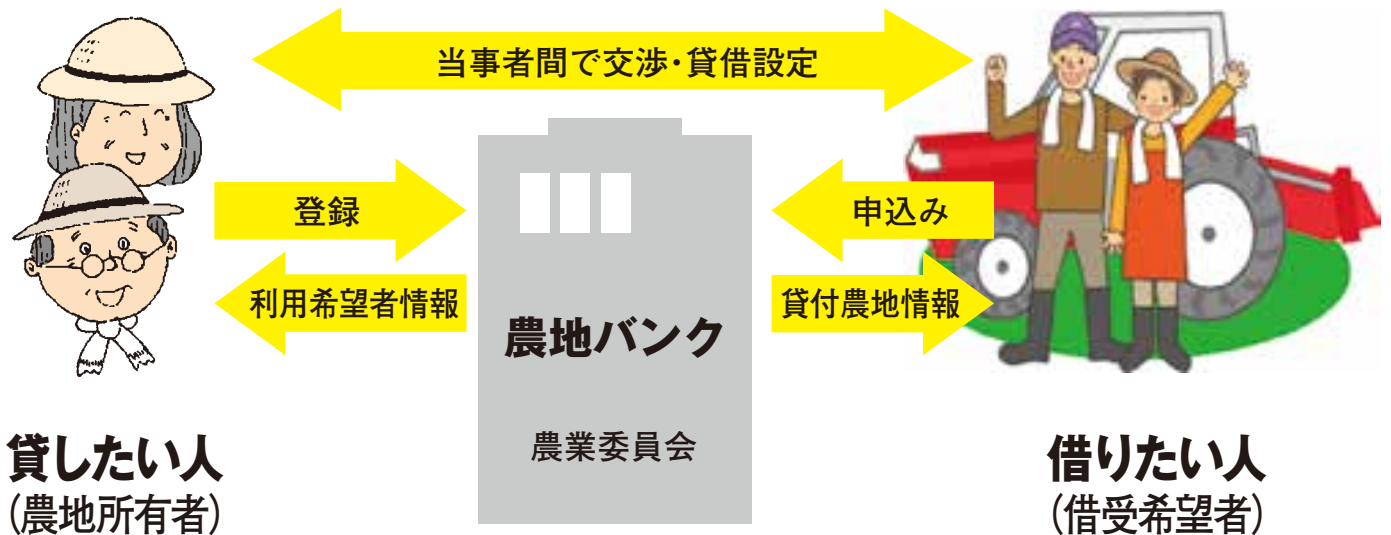 当事者間で交渉・貸借設定
登録
申込み
利用希望者情報
貸付農地情報
農地バンク
農業委員会
貸したい人
(農地所有者)
借りたい人
(借受希望者)